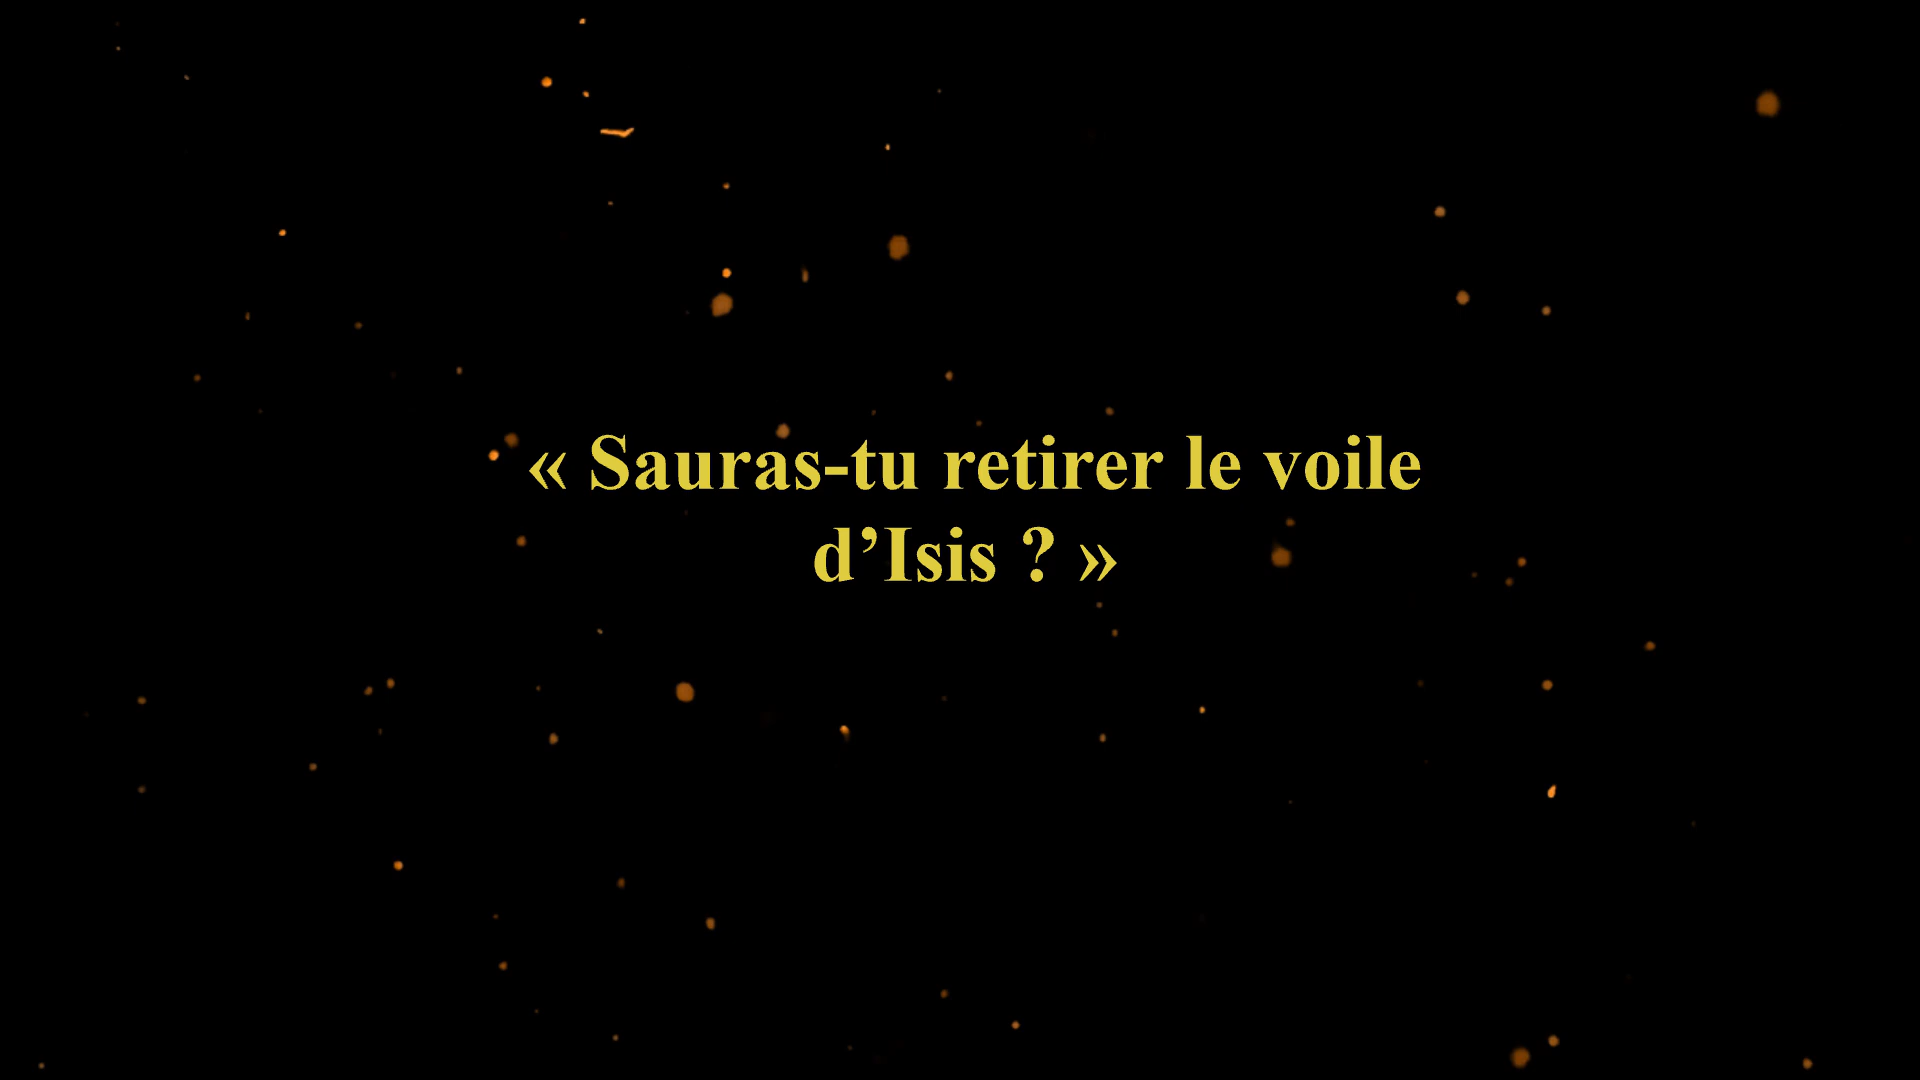 « Sauras-tu retirer le voile
d’Isis ? »